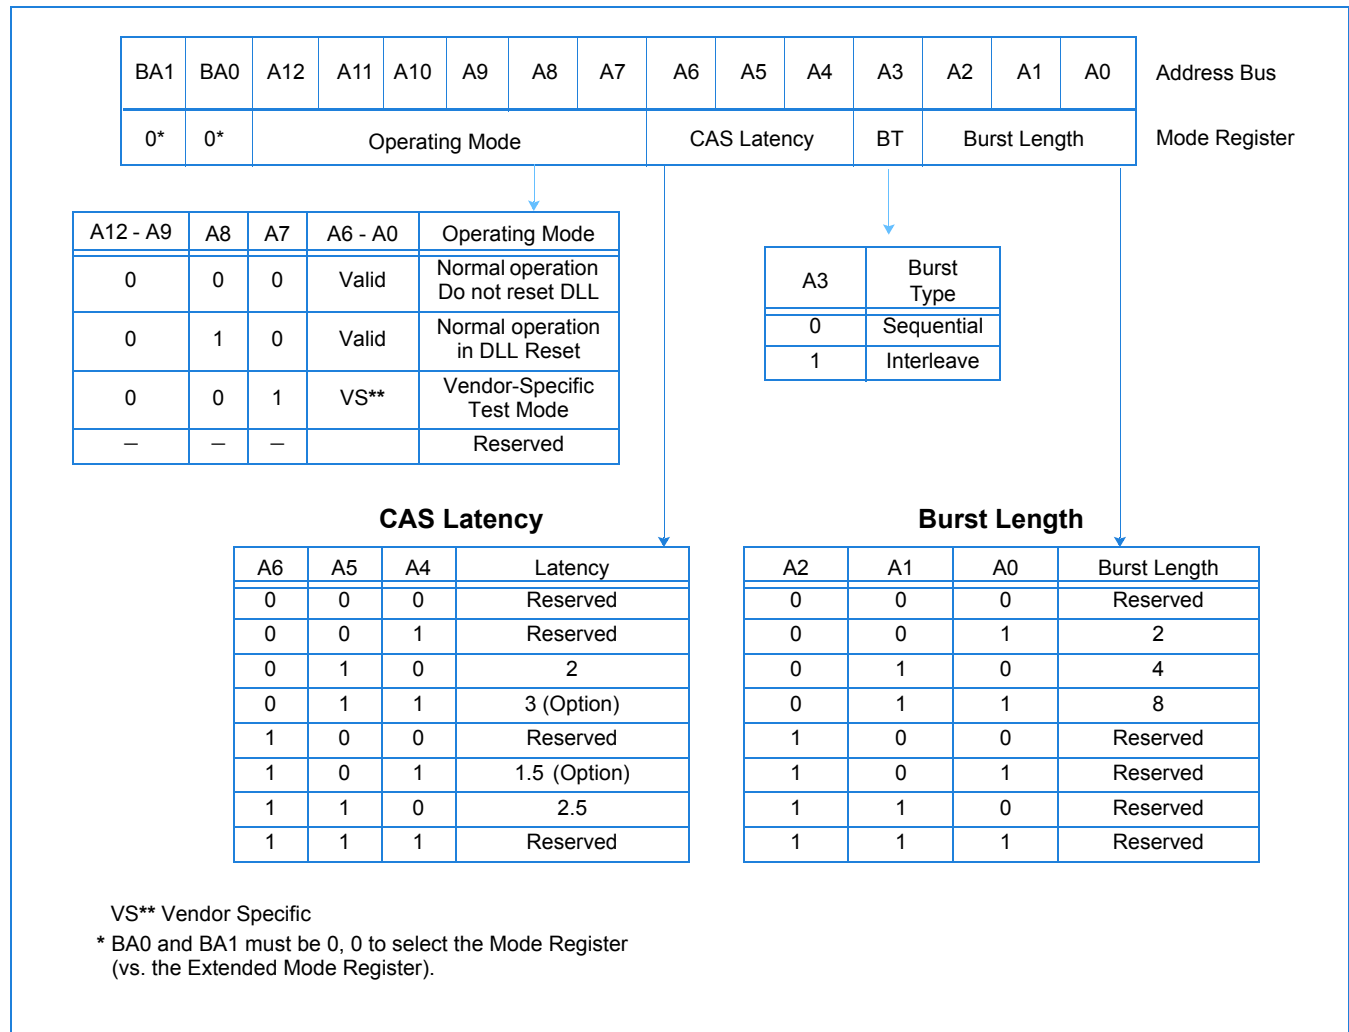 BA1 BA0 A12 A11 A10 A9 A8 A7 A6 A5 A4 A3 A2 A1 A0 Address Bus
0* 0* Operating Mode CAS Latency BT Burst Length Mode Register
A12 - A9 A8 A7 A6 - A0 Operating Mode
0 0 0 Valid Normal operation
Do not reset DLL
0 1 0 Valid Normal operation
in DLL Reset
0 0 1 VS** Vendor-Specific
Test Mode
– – – Reserved
A3 Burst
Type
0 Sequential
1 Interleave
CAS Latency
A6 A5 A4 Latency
0 0 0 Reserved
0 0 1 Reserved
0 1 0 2
0 1 1 3 (Option)
1 0 0 Reserved
1 0 1 1.5 (Option)
1 1 0 2.5
1 1 1 Reserved
Burst Length
A2 A1 A0 Burst Length
0 0 0 Reserved
0 0 1 2
0 1 0 4
0 1 1 8
1 0 0 Reserved
1 0 1 Reserved
1 1 0 Reserved
1 1 1 Reserved
VS** Vendor Specific
* BA0 and BA1 must be 0, 0 to select the Mode Register
(vs. the Extended Mode Register).